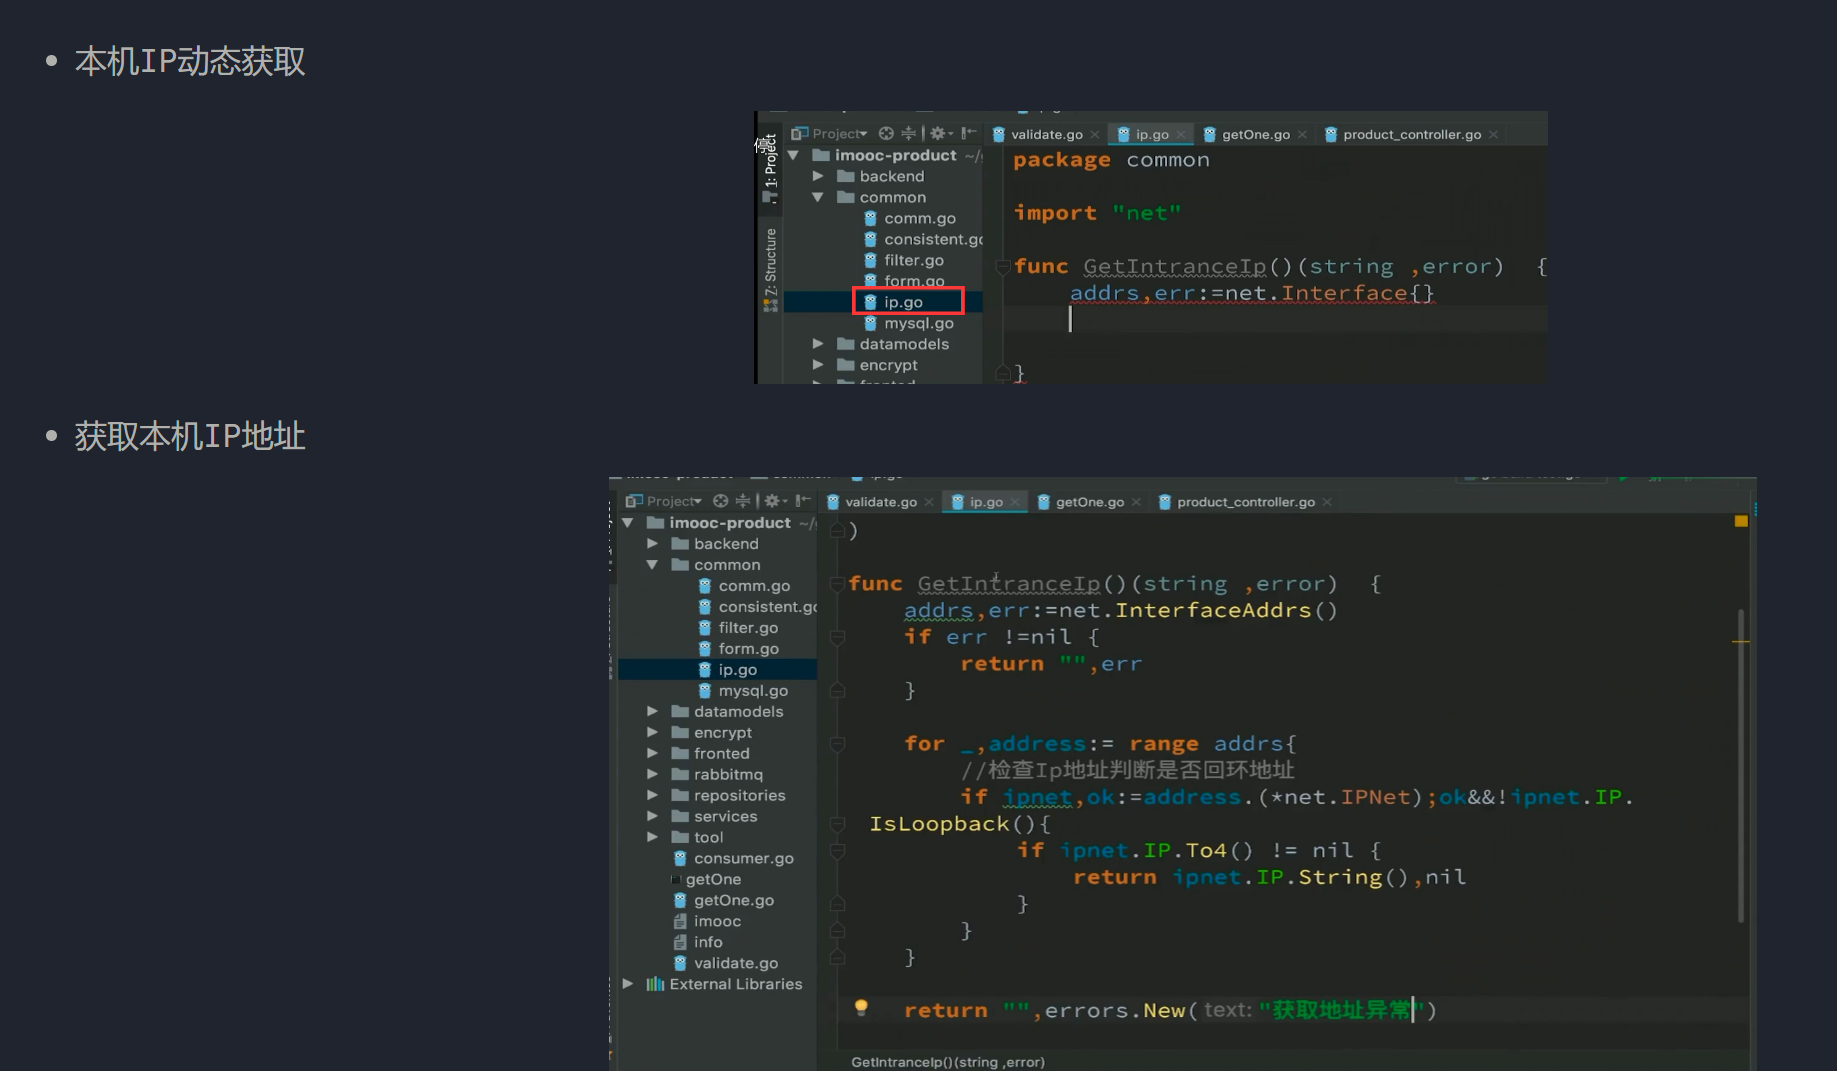 本机IP动态获取
Project
validate.go
ip.go
getOne.go
product_controller.go
停
1: Project
Z: Structure
imooc-product ~/
backend
common
comm.go
consistent.go
filter.go
form.go
ip.go
mysql.go
datamodels
encrypt
package common
import "net"
func GetIntranceIp()(string ,error) {
addrs,err:=net.Interface{}
}
获取本机IP地址
Project
validate.go
ip.go
getOne.go
product_controller.go
imooc-product ~/
backend
common
comm.go
consistent.go
filter.go
form.go
ip.go
mysql.go
datamodels
encrypt
fronted
rabbitmq
repositories
services
tool
consumer.go
getOne
getOne.go
imooc
info
validate.go
External Libraries
)
func GetIntranceIp()(string ,error) {
addrs,err:=net.InterfaceAddrs()
if err !=nil {
return "",err
}
for _,address:= range addrs{
//检查Ip地址判断是否回环地址
if ipnet,ok:=address.(*net.IPNet);ok&&!ipnet.IP.
IsLoopback(){
if ipnet.IP.To4() != nil {
return ipnet.IP.String(),nil
}
}
}
return "",errors.New( text: "获取地址异常")
GetIntranceIp()(string ,error)